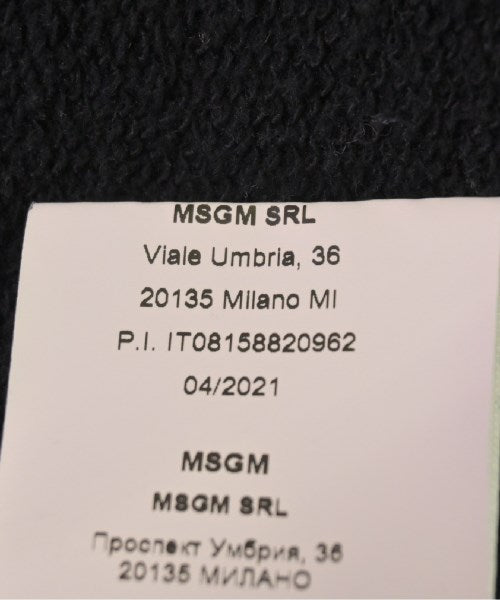 MSGM SRL
Viale Umbria, 36
20135 Milano MI
P.I. IT08158820962
04/2021
MSGM
MSGM SRL
Проспект Умбрия, 36
20135 МИЛАНО